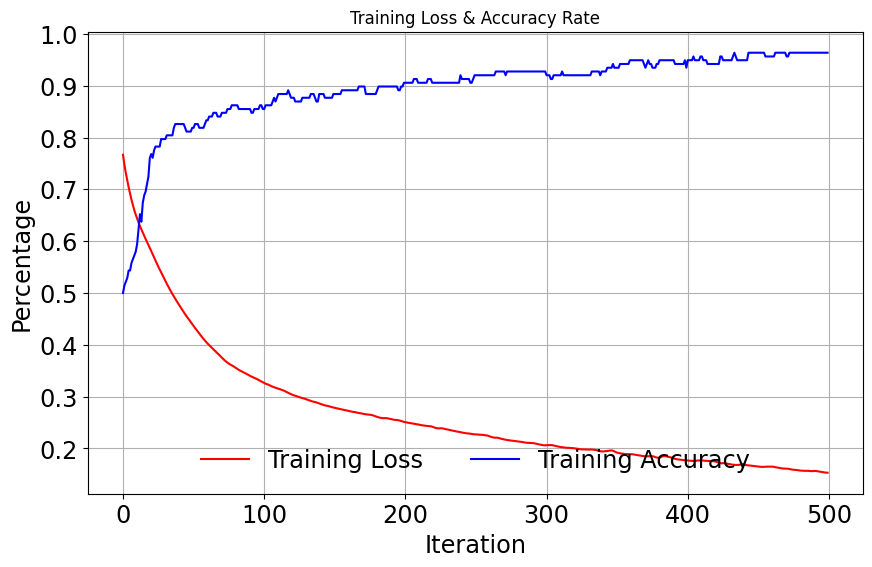 Training Loss & Accuracy Rate
1.0
0.9
0.8
0.7
0.6
0.5
0.4
0.3
0.2
Percentage
Training Loss Training Accuracy
0 100 200 300 400 500
Iteration